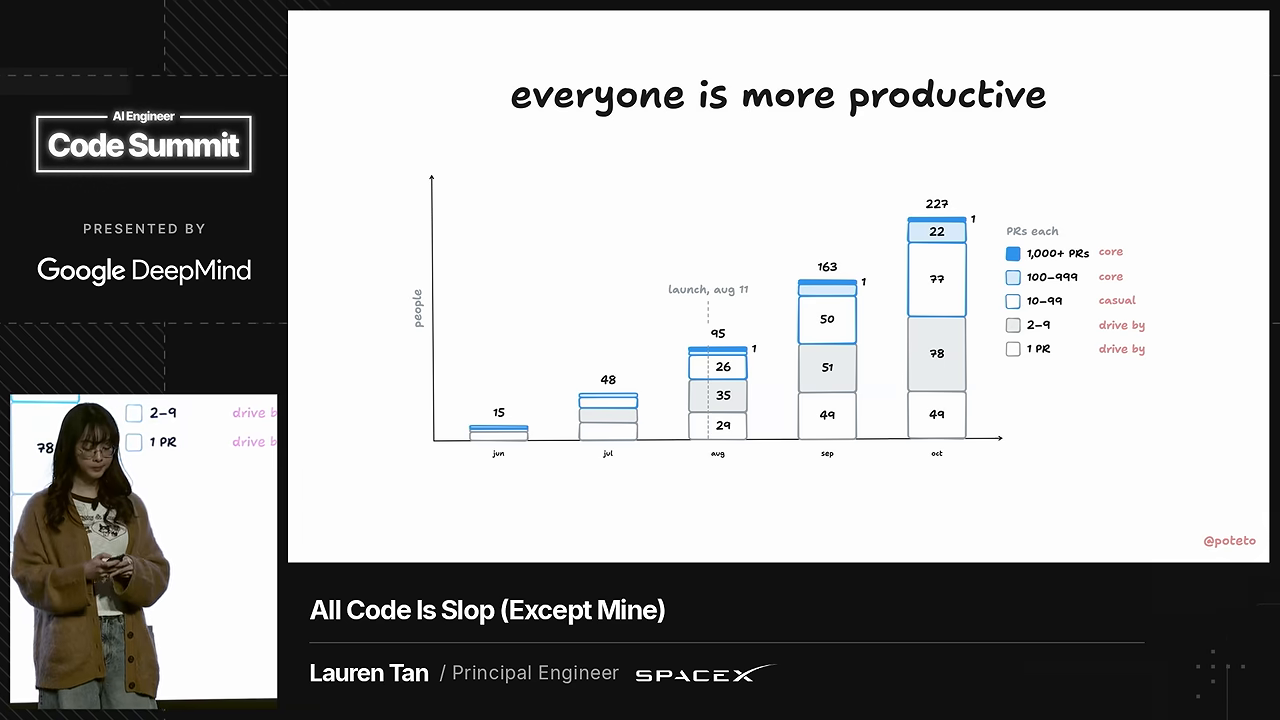 AI Engineer
Code Summit
PRESENTED BY
Google DeepMind
everyone is more productive
people
launch, aug 11
15
48
95
1
26
35
29
163
1
50
51
49
227
1
22
77
78
49
jun
jul
aug
sep
oct
PRs each
1,000+ PRs core
100-999 core
10-99 casual
2-9 drive by
1 PR drive by
@poteto
78
2-9 drive b
1 PR drive b
All Code Is Slop (Except Mine)
Lauren Tan / Principal Engineer SPACEX